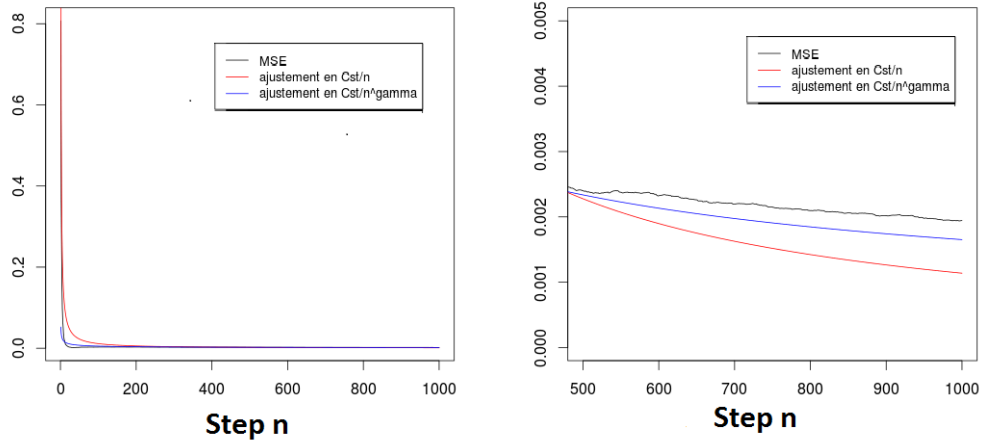 0.8
0.6
0.4
0.2
0.0
MSE
ajustement en Cst/n
ajustement en Cst/n^gamma
0
200
400
600
800
1000
Step n
0.005
0.004
0.003
0.002
0.001
0.000
MSE
ajustement en Cst/n
ajustement en Cst/n^gamma
500
600
700
800
900
1000
Step n